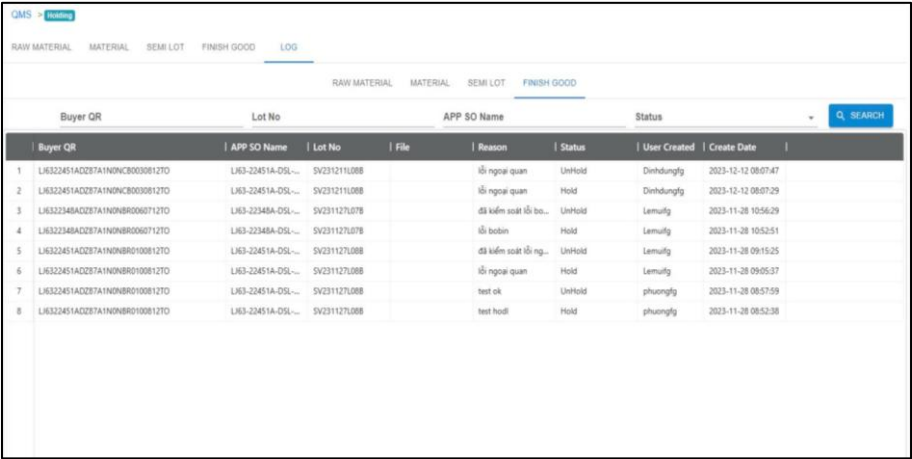 QMS > Holding
RAW MATERIAL MATERIAL SEMI LOT FINISH GOOD LOG
RAW MATERIAL MATERIAL SEMI LOT FINISH GOOD
Buyer QR Lot No APP SO Name Status SEARCH
Buyer QR APP SO Name Lot No File Reason Status User Created Create Date
1 LJ6322451ADZ87A1N0NCB0030812TO LJ63-22451A-DSL-... SV231211L08B lỗi ngoại quan UnHold Dinhdungfg 2023-12-12 08:07:47
2 LJ6322451ADZ87A1N0NCB0030812TO LJ63-22451A-DSL-... SV231211L08B lỗi ngoại quan Hold Dinhdungfg 2023-12-12 08:07:29
3 LJ6322348ADZ87A1N0NBR0060712TO LJ63-22348A-DSL-... SV231127L07B đã kiểm soát lỗi bo... UnHold Lemuifg 2023-11-28 10:56:29
4 LJ6322348ADZ87A1N0NBR0060712TO LJ63-22348A-DSL-... SV231127L07B lỗi bobin Hold Lemuifg 2023-11-28 10:52:51
5 LJ6322451ADZ87A1N0NBR0100812TO LJ63-22451A-DSL-... SV231127L08B đã kiểm soát lỗi ng... UnHold Lemuifg 2023-11-28 09:15:25
6 LJ6322451ADZ87A1N0NBR0100812TO LJ63-22451A-DSL-... SV231127L08B lỗi ngoại quan Hold Lemuifg 2023-11-28 09:05:37
7 LJ6322451ADZ87A1N0NBR0100812TO LJ63-22451A-DSL-... SV231127L08B test ok UnHold phuongfg 2023-11-28 08:57:59
8 LJ6322451ADZ87A1N0NBR0100812TO LJ63-22451A-DSL-... SV231127L08B test hodl Hold phuongfg 2023-11-28 08:52:38